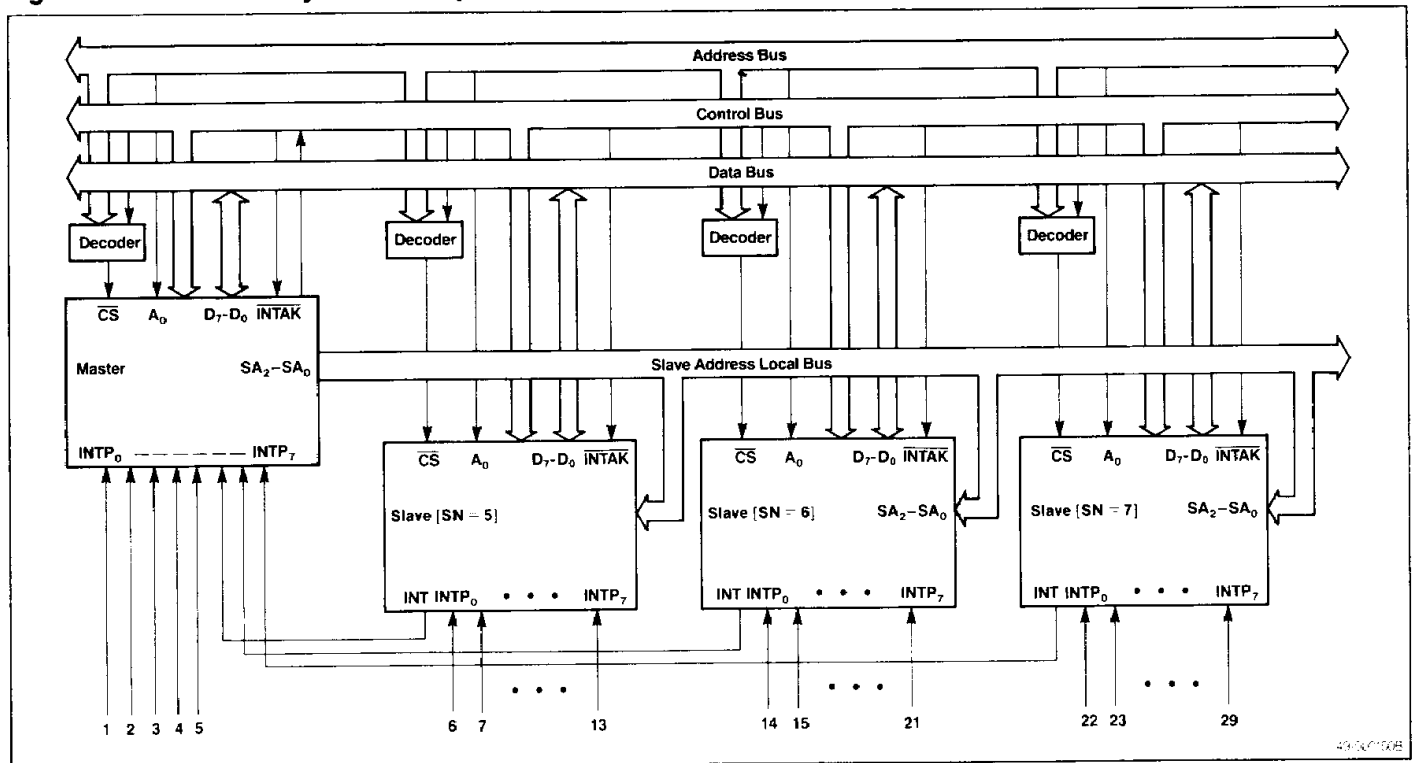 Address Bus
Control Bus
Data Bus
Decoder Decoder Decoder Decoder
CS A₀ D₇-D₀ INTAK
Master SA₂-SA₀
INTP₀ — — — — — — INTP₇
Slave Address Local Bus
CS A₀ D₇-D₀ INTAK
Slave [SN = 5]
INT INTP₀ • • • INTP₇
CS A₀ D₇-D₀ INTAK
Slave [SN = 6] SA₂-SA₀
INT INTP₀ • • • INTP₇
CS A₀ D₇-D₀ INTAK
Slave [SN = 7] SA₂-SA₀
INT INTP₀ • • • INTP₇
1 2 3 4 5 6 7 • • • 13 14 15 • • • 21 22 23 • • • 29